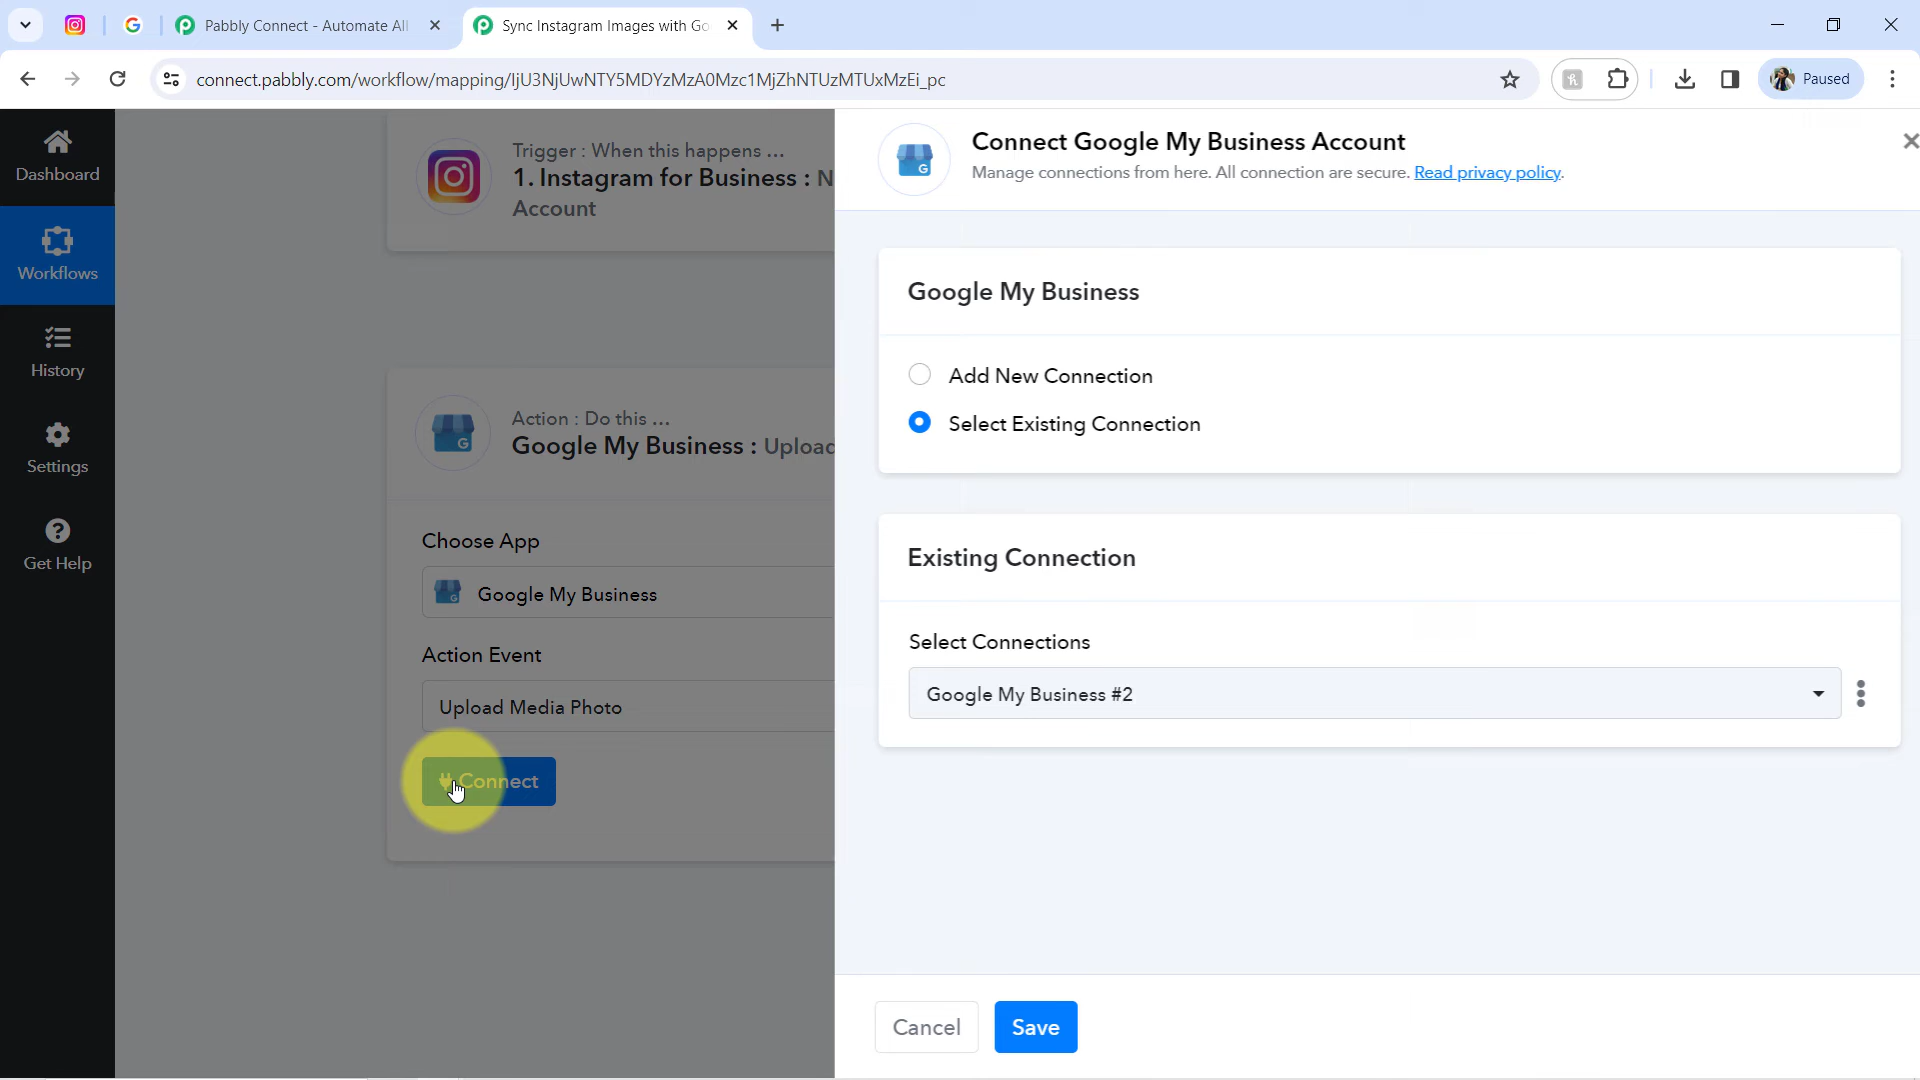 Pabbly Connect - Automate All
Sync Instagram Images with Go
connect.pabbly.com/workflow/mapping/IjU3NjUwNTY5MDYzMzA0Mzc1MjZhNTUzMTUxMzEi_pc
Paused
Dashboard
Workflows
History
Settings
Get Help
Trigger : When this happens ...
1. Instagram for Business : N
Account
Action : Do this ...
Google My Business : Upload
Choose App
Google My Business
Action Event
Upload Media Photo
Connect
Connect Google My Business Account
Manage connections from here. All connection are secure. Read privacy policy.
Google My Business
Add New Connection
Select Existing Connection
Existing Connection
Select Connections
Google My Business #2
Cancel
Save